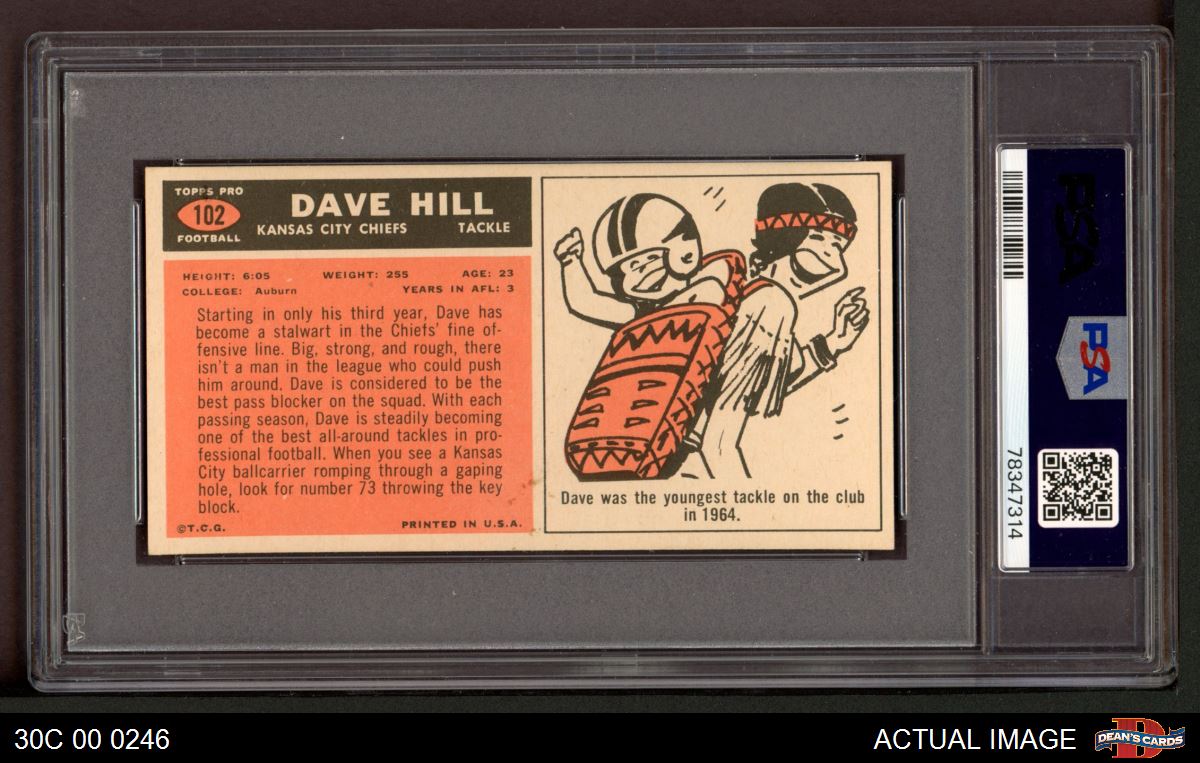 TOPPS PRO
102
FOOTBALL
DAVE HILL
KANSAS CITY CHIEFS TACKLE
HEIGHT: 6:05 WEIGHT: 255 AGE: 23
COLLEGE: Auburn YEARS IN AFL: 3
Starting in only his third year, Dave has
become a stalwart in the Chiefs' fine of-
fensive line. Big, strong, and rough, there
isn't a man in the league who could push
him around. Dave is considered to be the
best pass blocker on the squad. With each
passing season, Dave is steadily becoming
one of the best all-around tackles in pro-
fessional football. When you see a Kansas
City ballcarrier romping through a gaping
hole, look for number 73 throwing the key
block.
©T.C.G. PRINTED IN U.S.A.
Dave was the youngest tackle on the club
in 1964.
PSA
PSA
78347314
30C 00 0246
ACTUAL IMAGE
DEAN'S CARDS